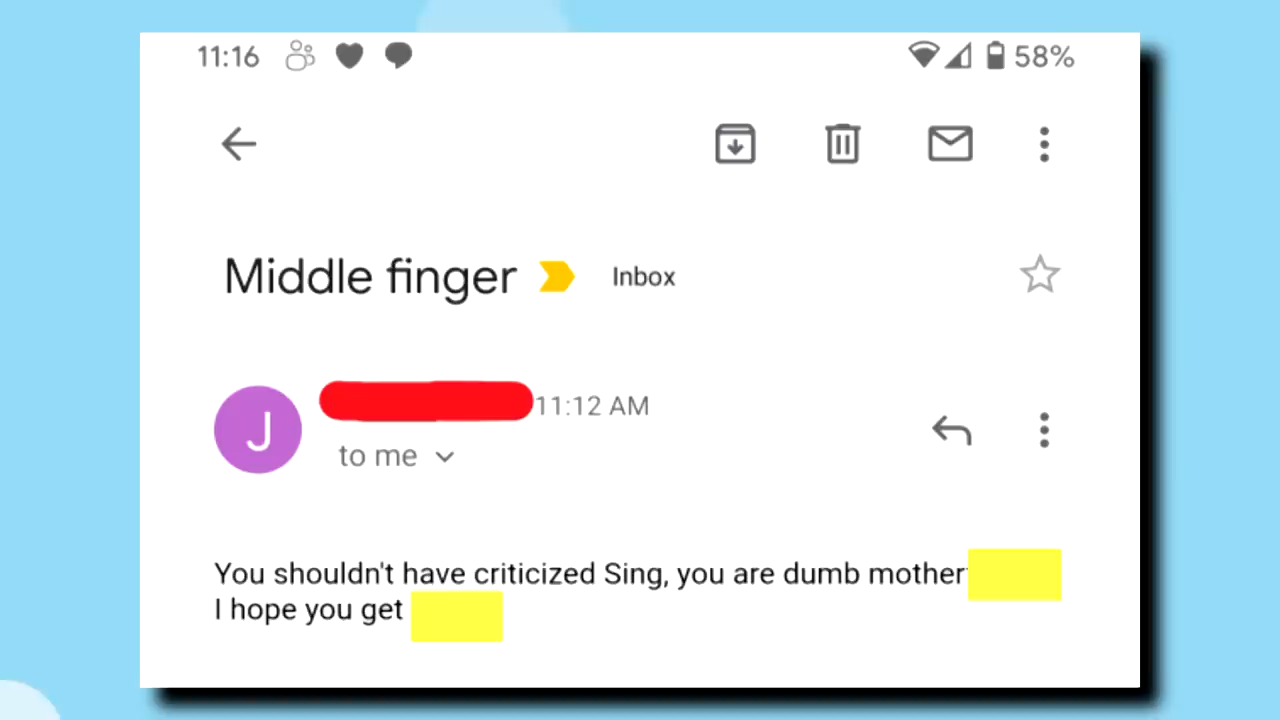 11:16 58%
Middle finger Inbox
J
11:12 AM
to me
You shouldn't have criticized Sing, you are dumb mother
I hope you get